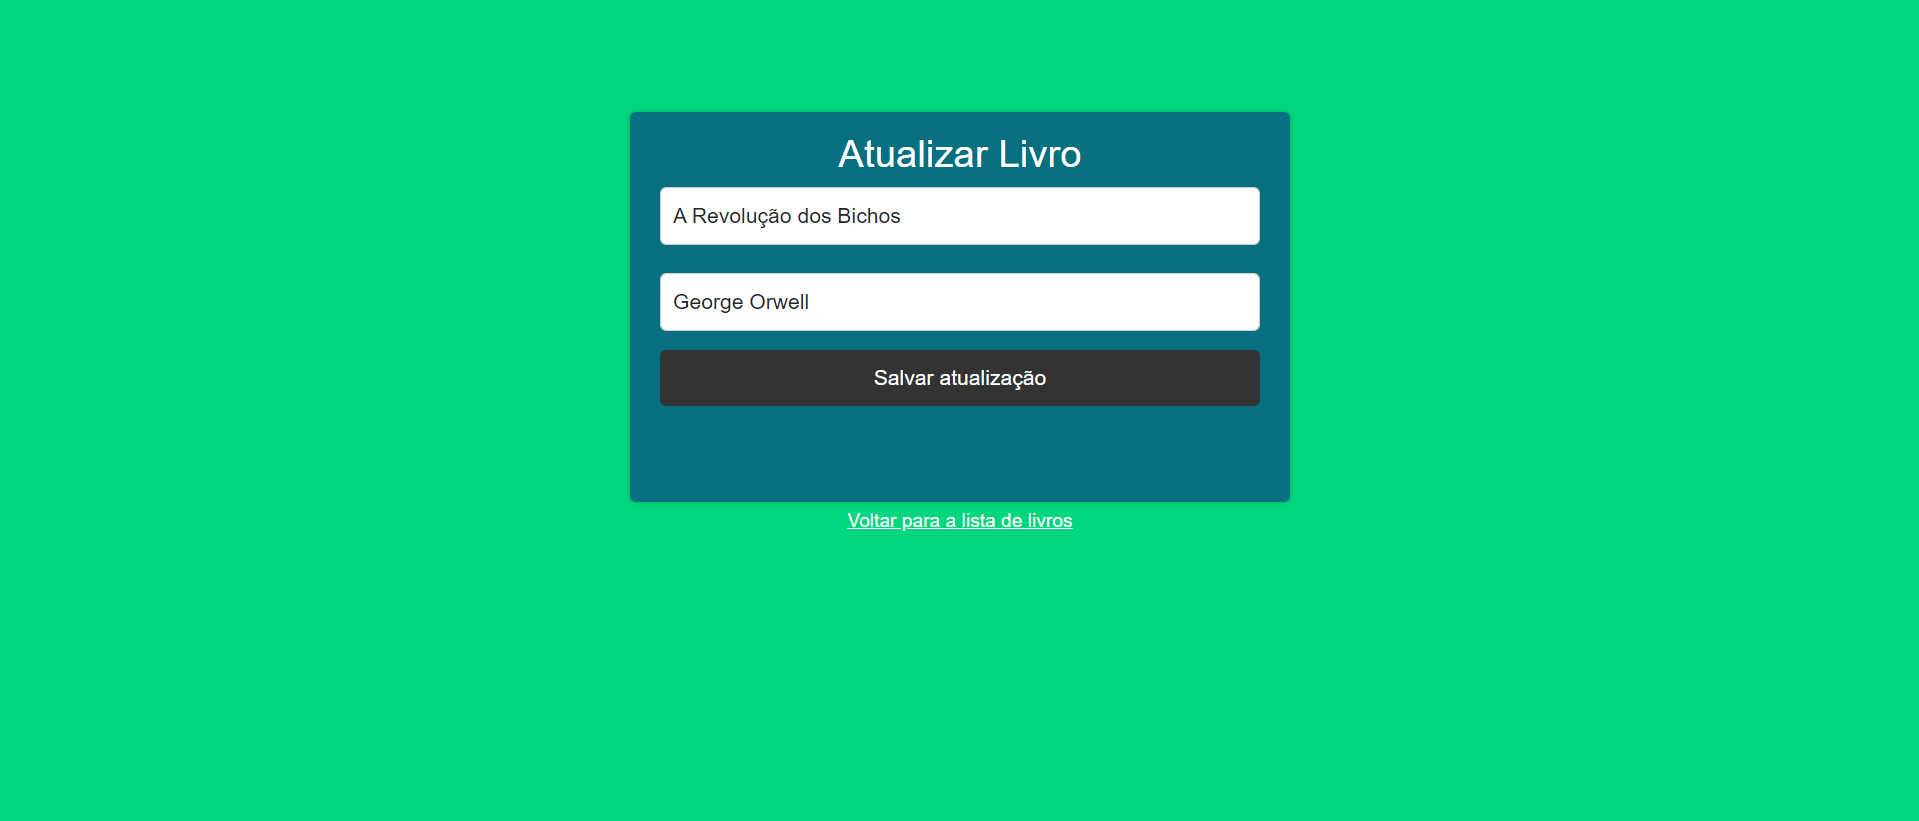 Atualizar Livro
A Revolução dos Bichos
George Orwell
Salvar atualização
Voltar para a lista de livros